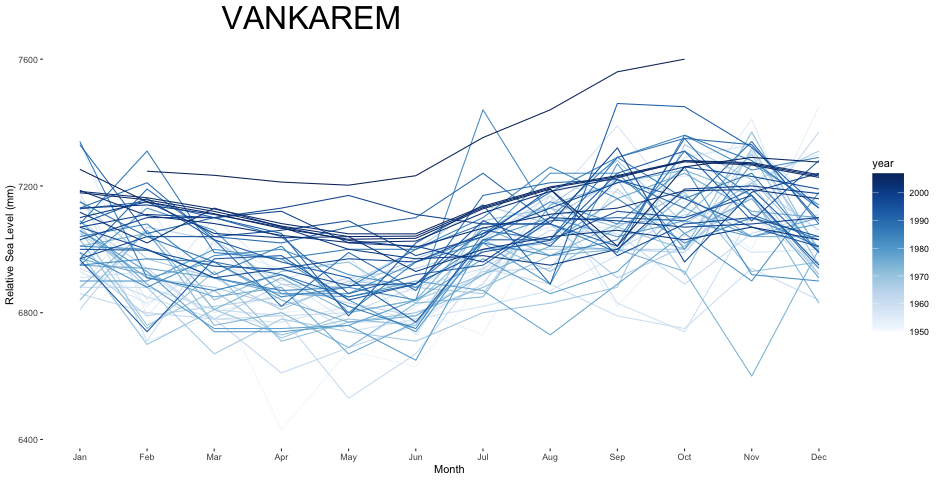 VANKAREM
Relative Sea Level (mm)
7600
7200
6800
6400
Jan Feb Mar Apr May Jun Jul Aug Sep Oct Nov Dec
Month
year
2000
1990
1980
1970
1960
1950